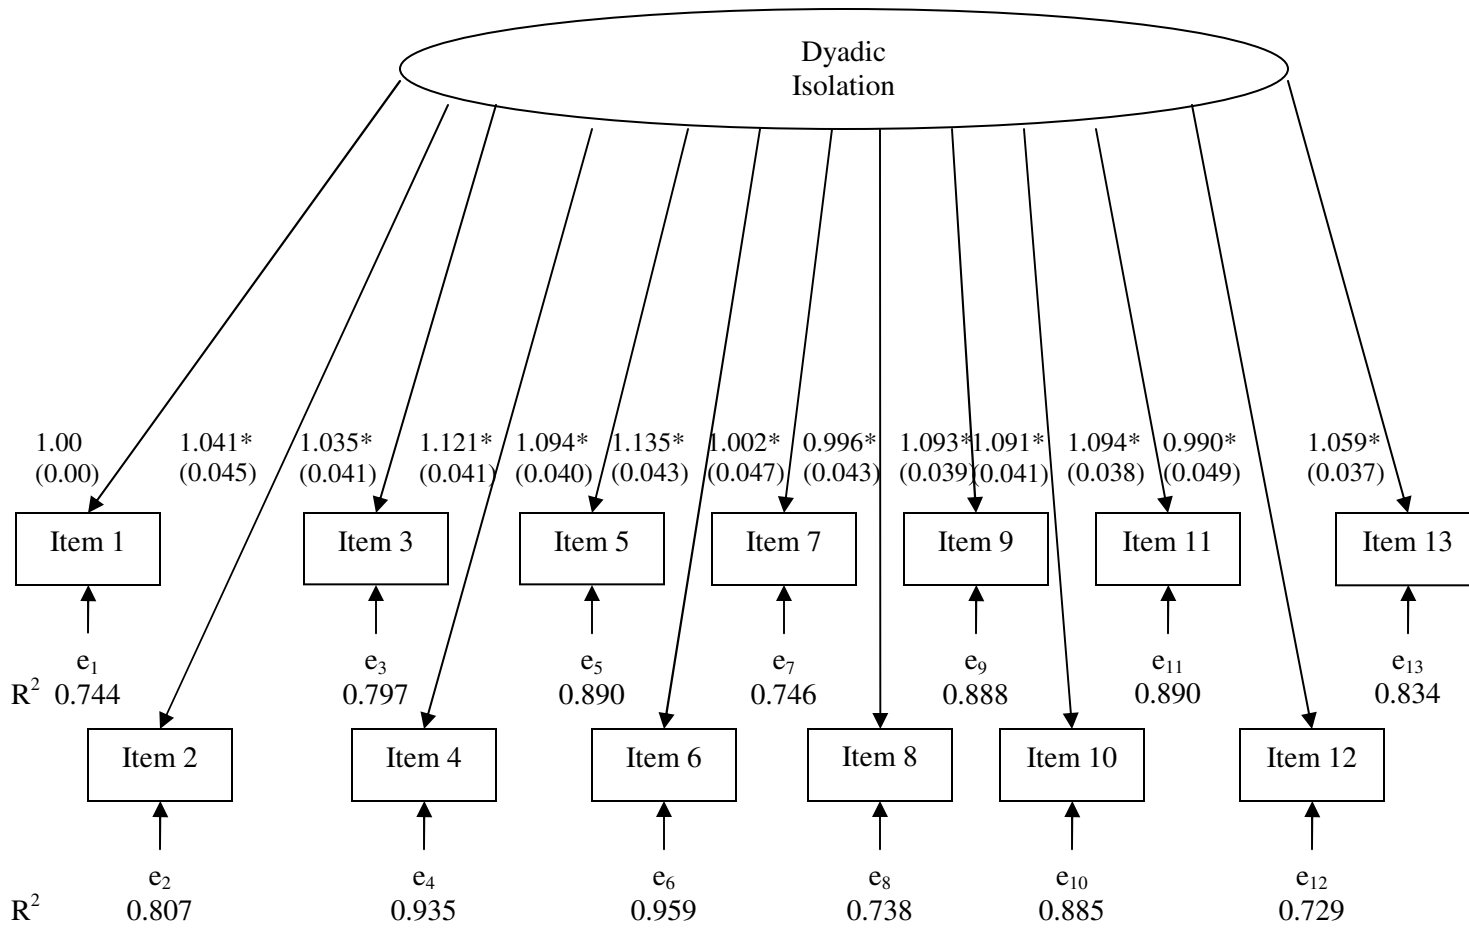 Dyadic
Isolation
1.00 1.041* 1.035* 1.121* 1.094* 1.135* 1.002* 0.996* 1.093* 1.091* 1.094* 0.990* 1.059*
(0.00) (0.045) (0.041) (0.041) (0.040) (0.043) (0.047) (0.043) (0.039) (0.041) (0.038) (0.049) (0.037)
Item 1 Item 3 Item 5 Item 7 Item 9 Item 11 Item 13
e₁ e₃ e₅ e₇ e₉ e₁₁ e₁₃
R² 0.744 0.797 0.890 0.746 0.888 0.890 0.834
Item 2 Item 4 Item 6 Item 8 Item 10 Item 12
e₂ e₄ e₆ e₈ e₁₀ e₁₂
R² 0.807 0.935 0.959 0.738 0.885 0.729